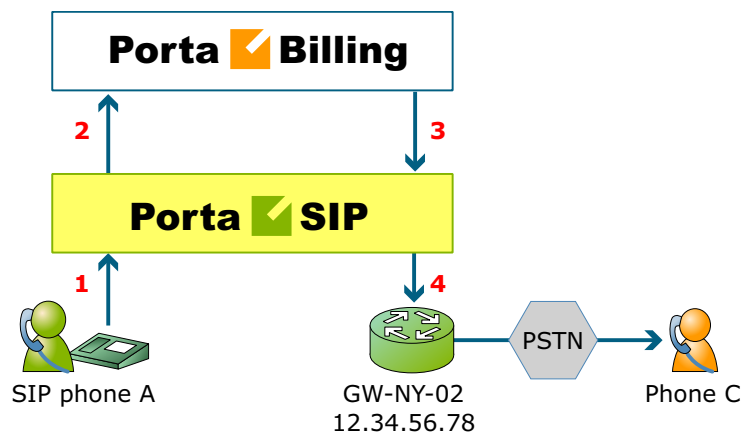 Porta Billing
2
3
Porta SIP
1
4
PSTN
SIP phone A
GW-NY-02
12.34.56.78
Phone C